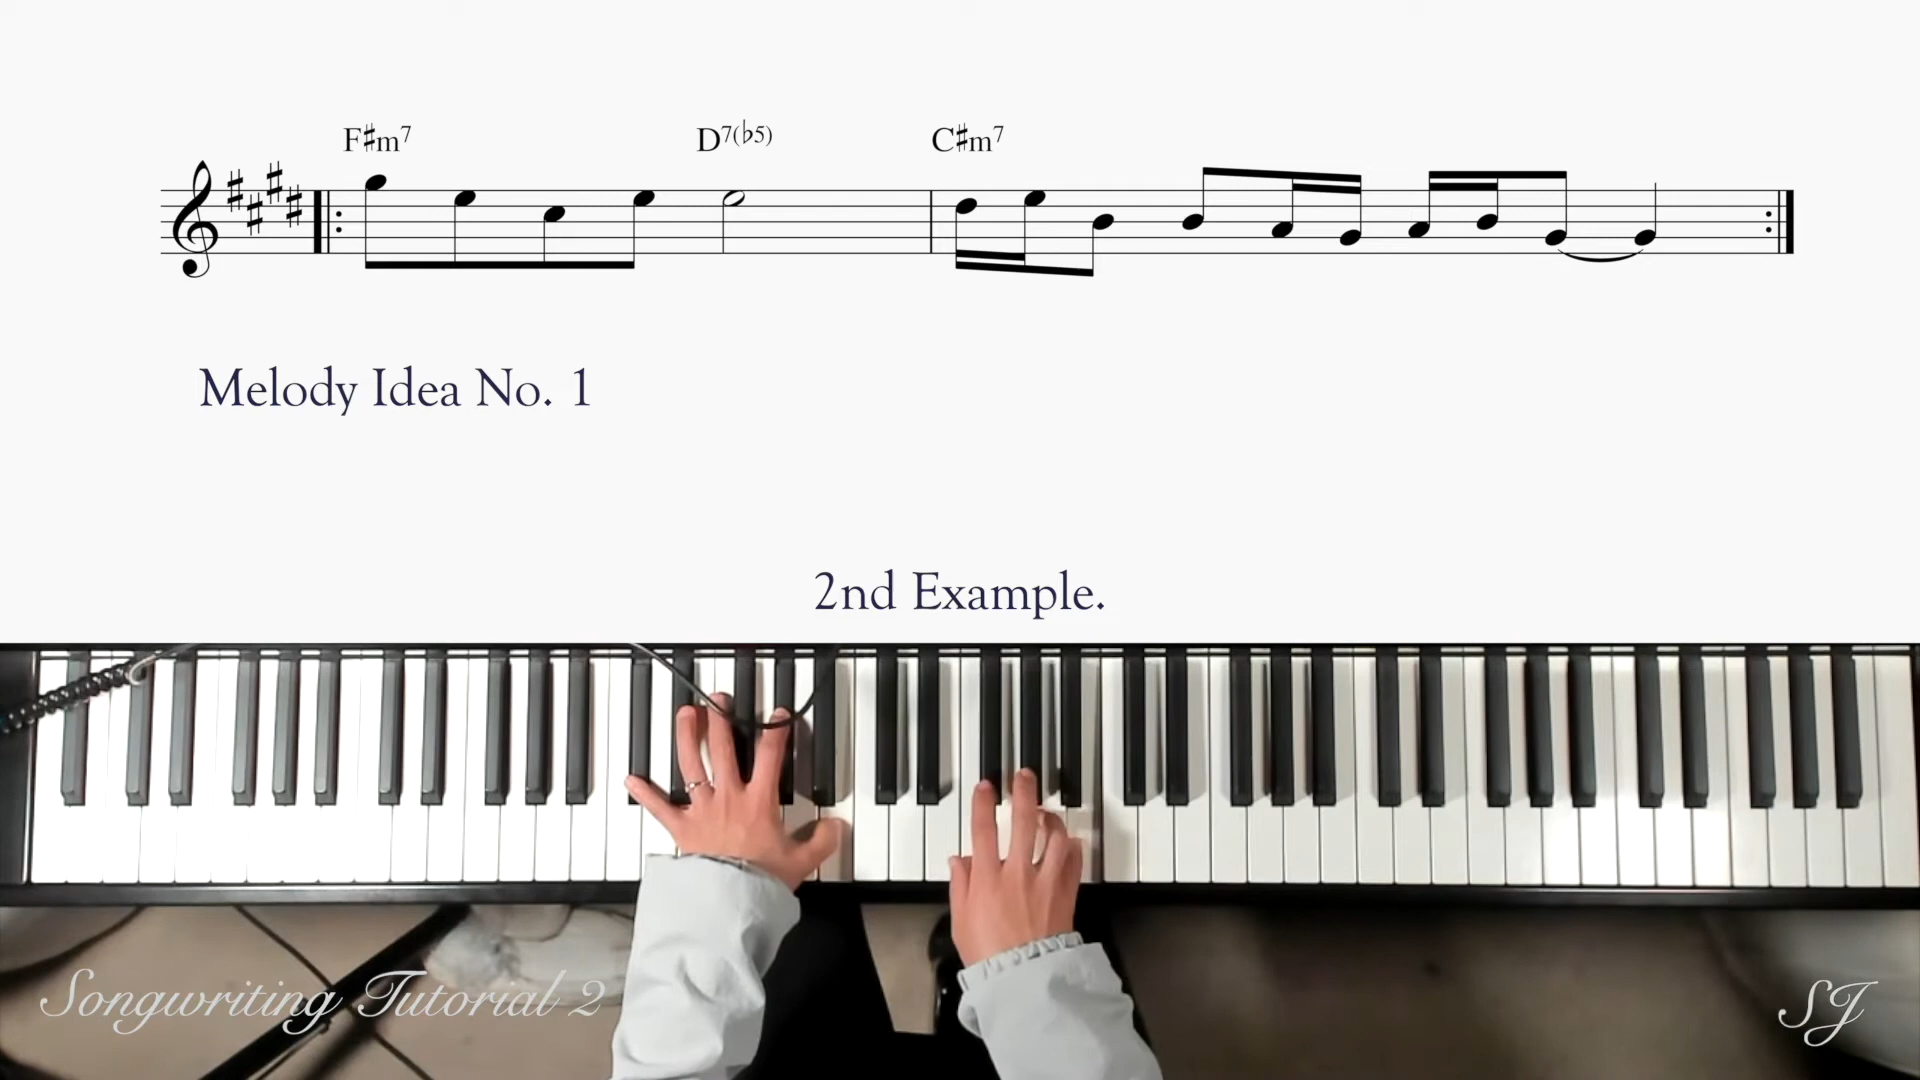 F♯m7 D7(♭5) C♯m7
Melody Idea No. 1
2nd Example.
Songwriting Tutorial 2
SJ